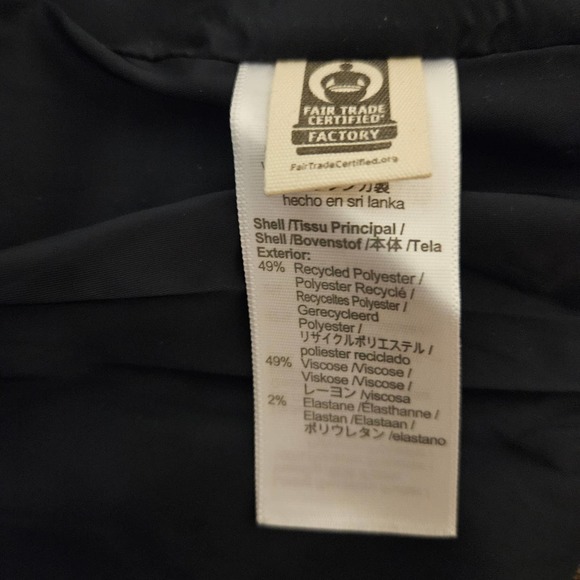 FAIR TRADE
CERTIFIED
FACTORY
FairTradeCertified.org
カ製
hecho en sri lanka
Shell /Tissu Principal /
Shell /Bovenstof /本体 /Tela
Exterior:
49% Recycled Polyester /
Polyester Recyclé /
Recyceltes Polyester /
Gerecycleerd
Polyester /
リサイクルポリエステル /
poliester reciclado
49% Viscose /Viscose /
Viskose /Viscose /
レーヨン /viscosa
2% Elastane /Élasthanne /
Elastan /Elastaan /
ポリウレタン /elastano